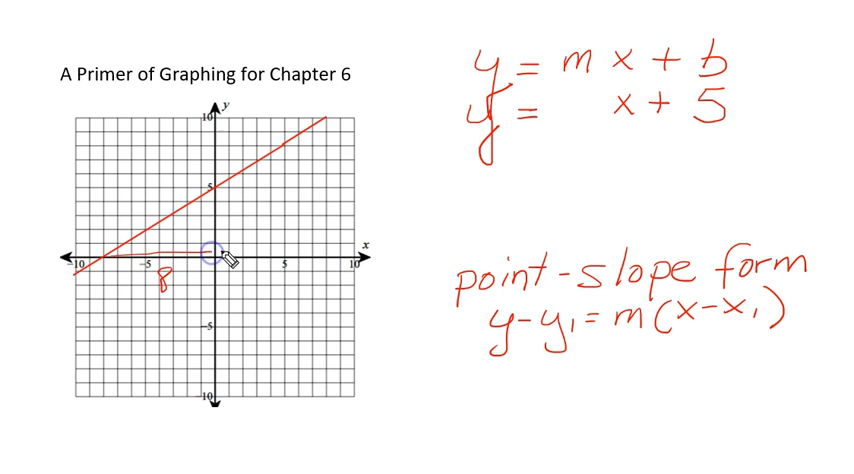 A Primer of Graphing for Chapter 6
y = m x + b
y = x + 5
y
10
5
x
-10
-5
5
10
8
-5
-10
point-slope form
y-y₁ = m(x-x₁)